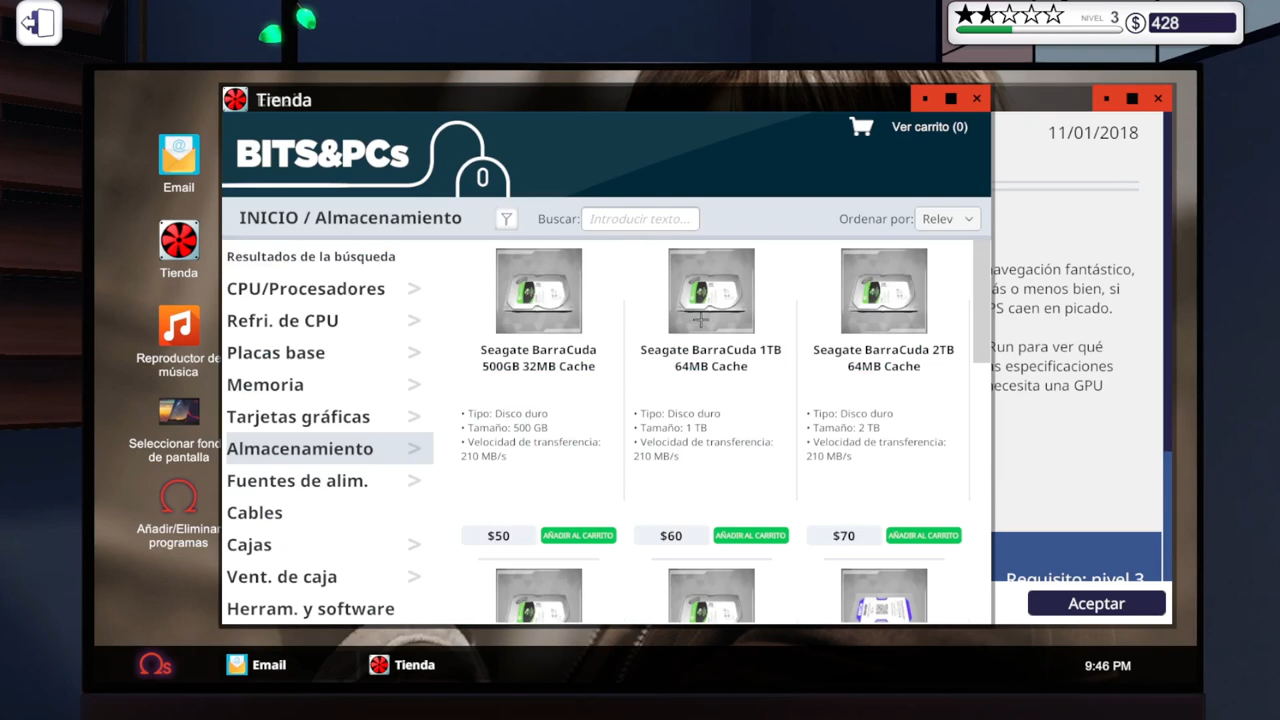 NIVEL 3
$ 428
Tienda
BITS&PCs
Ver carrito (0)
11/01/2018
Email
INICIO / Almacenamiento
Buscar: Introducir texto...
Ordenar por: Relev
Resultados de la búsqueda
CPU/Procesadores
Refri. de CPU
Placas base
Memoria
Tarjetas gráficas
Almacenamiento
Fuentes de alim.
Cables
Cajas
Vent. de caja
Herram. y software
Seagate BarraCuda
500GB 32MB Cache
• Tipo: Disco duro
• Tamaño: 500 GB
• Velocidad de transferencia:
210 MB/s
$50
AÑADIR AL CARRITO
Seagate BarraCuda 1TB
64MB Cache
• Tipo: Disco duro
• Tamaño: 1 TB
• Velocidad de transferencia:
210 MB/s
$60
AÑADIR AL CARRITO
Seagate BarraCuda 2TB
64MB Cache
• Tipo: Disco duro
• Tamaño: 2 TB
• Velocidad de transferencia:
210 MB/s
$70
AÑADIR AL CARRITO
Tienda
Reproductor de
música
Seleccionar fond
de pantalla
Añadir/Eliminar
programas
avegación fantástico,
ás o menos bien, si
PS caen en picado.
Run para ver qué
s especificaciones
ecesita una GPU
Requisito: nivel 3
Aceptar
Ωs
Email
Tienda
9:46 PM